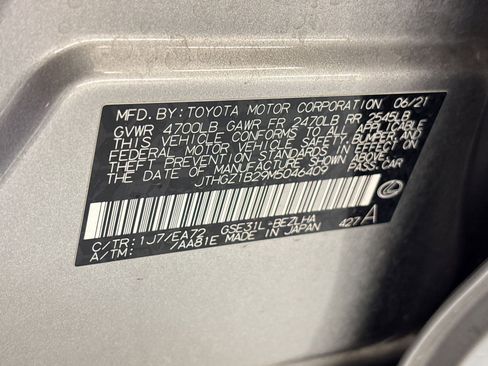 MFD. BY: TOYOTA MOTOR CORPORATION 06/21
GVWR 4700LB GAWR FR 2470LB RR 2545LB
THIS VEHICLE CONFORMS TO ALL APPLICABLE
FEDERAL MOTOR VEHICLE SAFETY, BUMPER, AND
THEFT PREVENTION STANDARDS IN EFFECT ON
THE DATE OF MANUFACTURE SHOWN ABOVE.
JTHGZ1B29M5046409 PASS.CAR
C/TR: 1J7/EA72 GSE31L-BEZLHA 427 A
A/TM: /AA81E MADE IN JAPAN